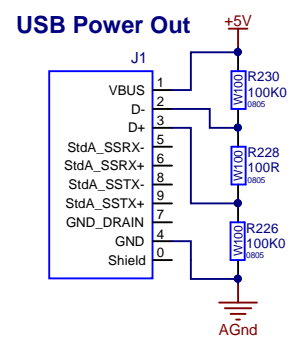 USB Power Out
+5V
J1
VBUS 1
D- 2
D+ 3
StdA_SSRX- 5
StdA_SSRX+ 6
StdA_SSTX- 8
StdA_SSTX+ 9
GND_DRAIN 7
GND 4
Shield 0
W100
R230
100K0
0805
W100
R228
100R
0805
W100
R226
100K0
0805
AGnd